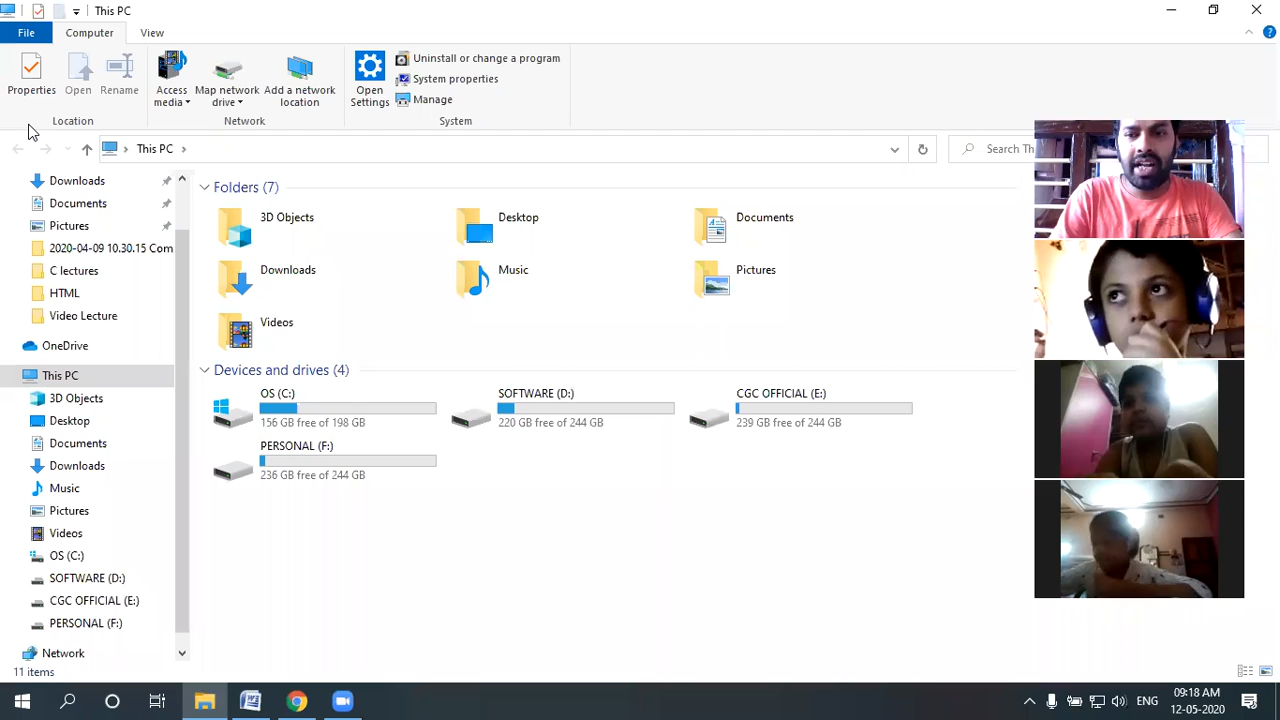 This PC
File Computer View
Properties Open Rename Access media Map network drive Add a network location Open Settings Uninstall or change a program
System properties
Manage
Location Network System
This PC Search Th
Downloads
Documents
Pictures
2020-04-09 10.30.15 Com
C lectures
HTML
Video Lecture
OneDrive
This PC
3D Objects
Desktop
Documents
Downloads
Music
Pictures
Videos
OS (C:)
SOFTWARE (D:)
CGC OFFICIAL (E:)
PERSONAL (F:)
Network
Folders (7)
3D Objects Desktop Documents
Downloads Music Pictures
Videos
Devices and drives (4)
OS (C:) SOFTWARE (D:) CGC OFFICIAL (E:)
156 GB free of 198 GB 220 GB free of 244 GB 239 GB free of 244 GB
PERSONAL (F:)
236 GB free of 244 GB
11 items
ENG 09:18 AM
12-05-2020